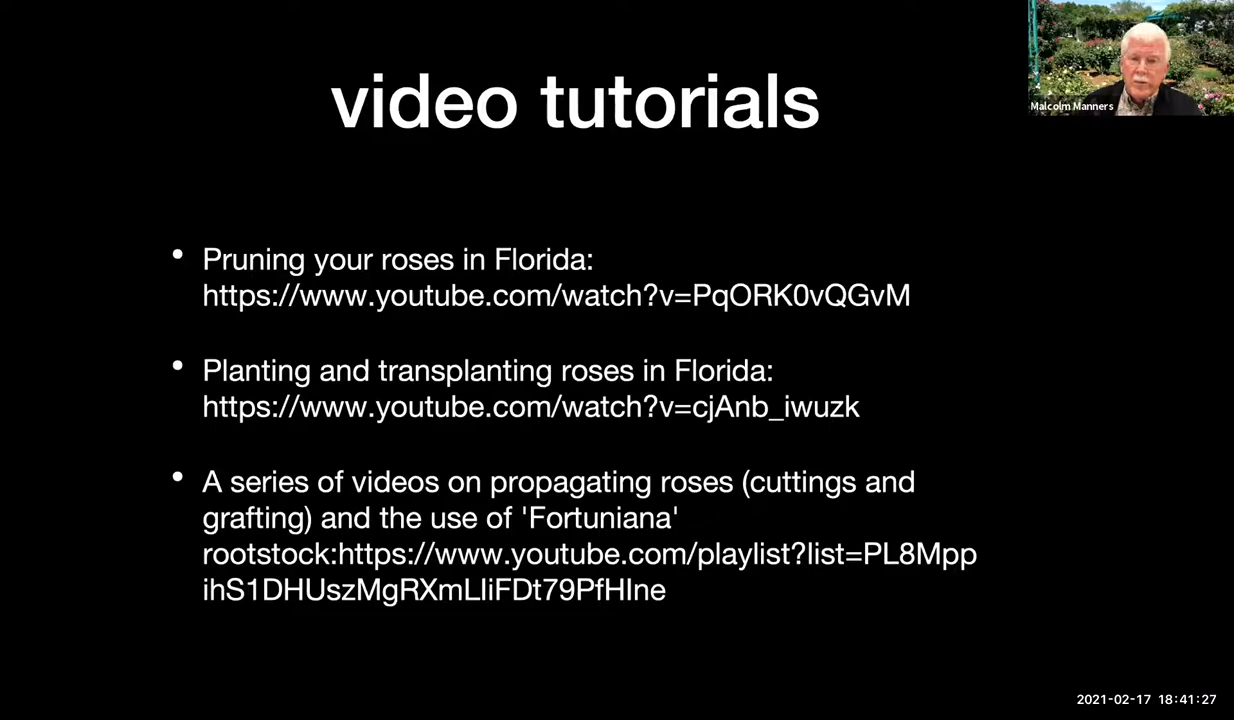 video tutorials
Malcolm Manners
• Pruning your roses in Florida:
https://www.youtube.com/watch?v=PqORK0vQGvM
• Planting and transplanting roses in Florida:
https://www.youtube.com/watch?v=cjAnb_iwuzk
• A series of videos on propagating roses (cuttings and
grafting) and the use of 'Fortuniana'
rootstock:https://www.youtube.com/playlist?list=PL8Mpp
ihS1DHUszMgRXmLIiFDt79PfHIne
2021-02-17 18:41:27